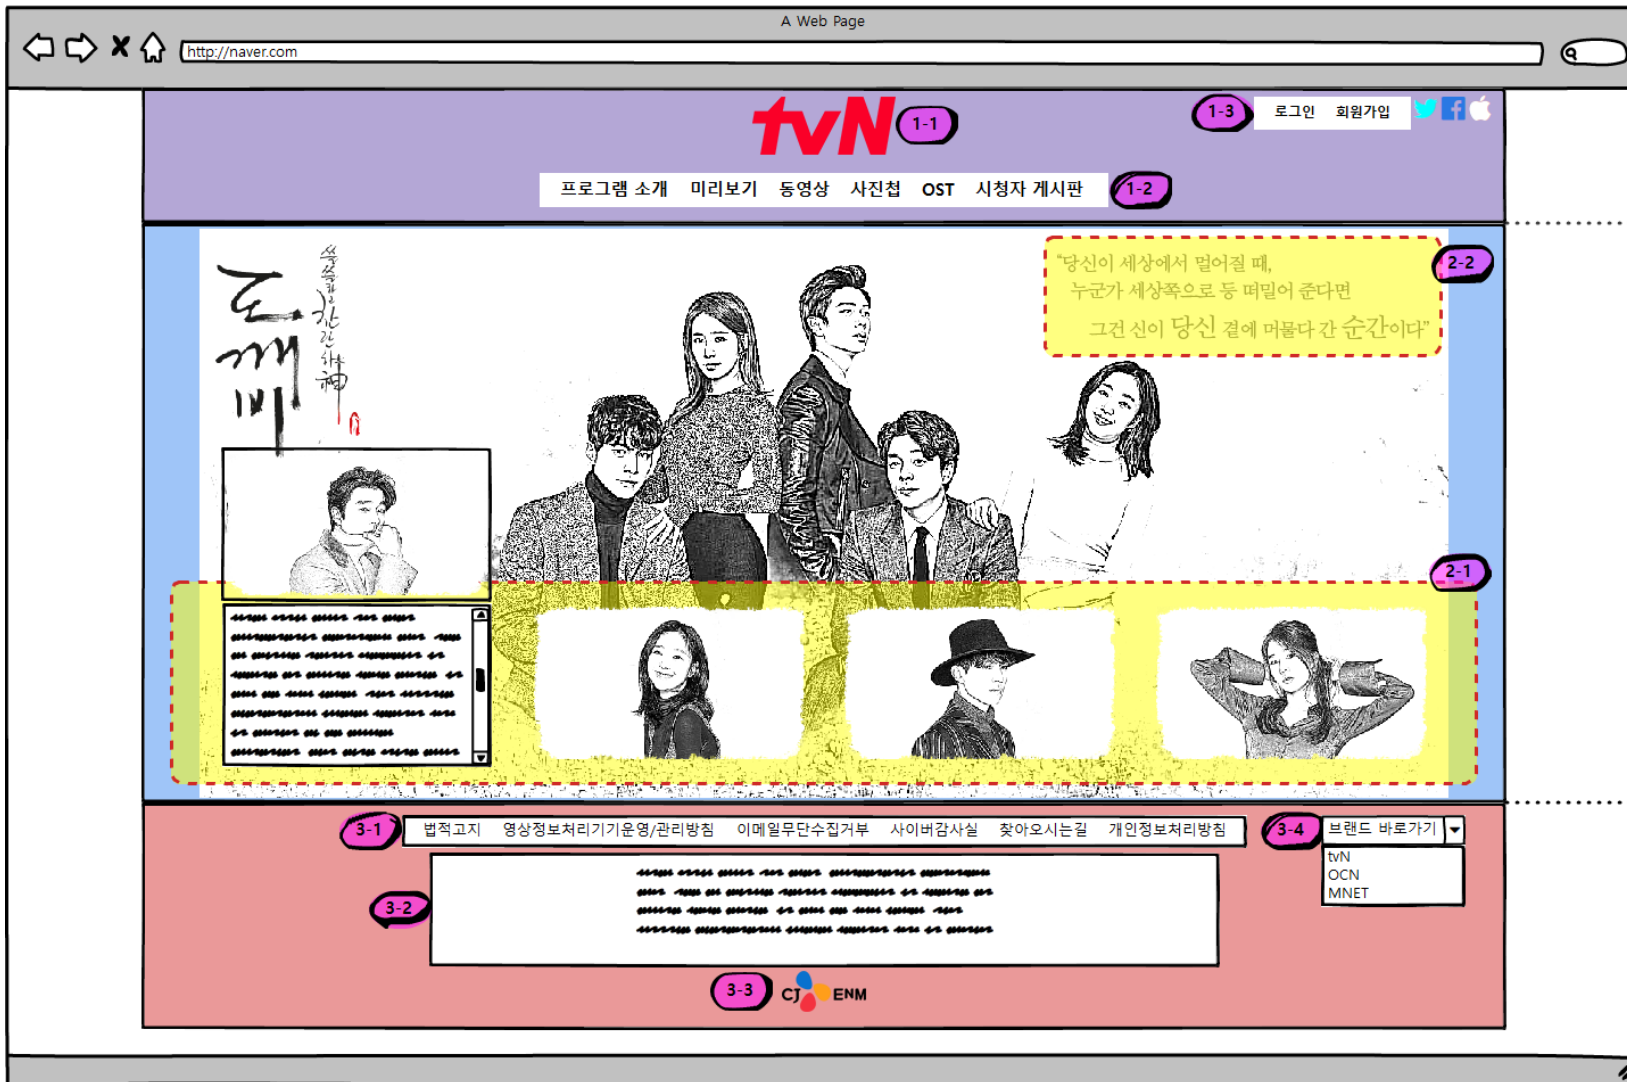 A Web Page
http://naver.com
tvN
1-1
1-3
로그인 회원가입
프로그램 소개 미리보기 동영상 사진첩 OST 시청자 게시판
1-2
쓸쓸하고 찬란하神
도깨비
“당신이 세상에서 멀어질 때,
누군가 세상쪽으로 등 떠밀어 준다면
그건 신이 당신 곁에 머물다 간 순간이다”
2-2
2-1
3-1
법적고지 영상정보처리기기운영/관리방침 이메일무단수집거부 사이버감사실 찾아오시는길 개인정보처리방침
3-4
브랜드 바로가기
tvN
OCN
MNET
3-2
3-3
CJ ENM